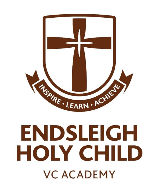 INSPIRE • LEARN • ACHIEVE
ENDSLEIGH
HOLY CHILD
VC ACADEMY